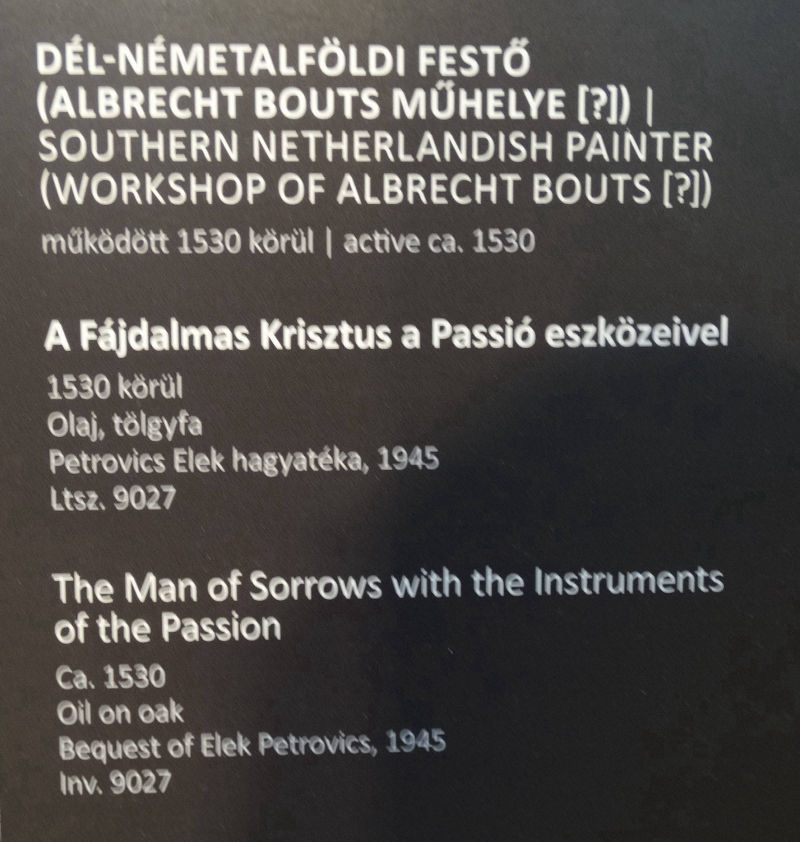 DÉL-NÉMETALFÖLDI FESTŐ
(ALBRECHT BOUTS MŰHELYE [?]) |
SOUTHERN NETHERLANDISH PAINTER
(WORKSHOP OF ALBRECHT BOUTS [?])
működött 1530 körül | active ca. 1530
A Fájdalmas Krisztus a Passió eszközeivel
1530 körül
Olaj, tölgyfa
Petrovics Elek hagyatéka, 1945
Ltsz. 9027
The Man of Sorrows with the Instruments
of the Passion
Ca. 1530
Oil on oak
Bequest of Elek Petrovics, 1945
Inv. 9027